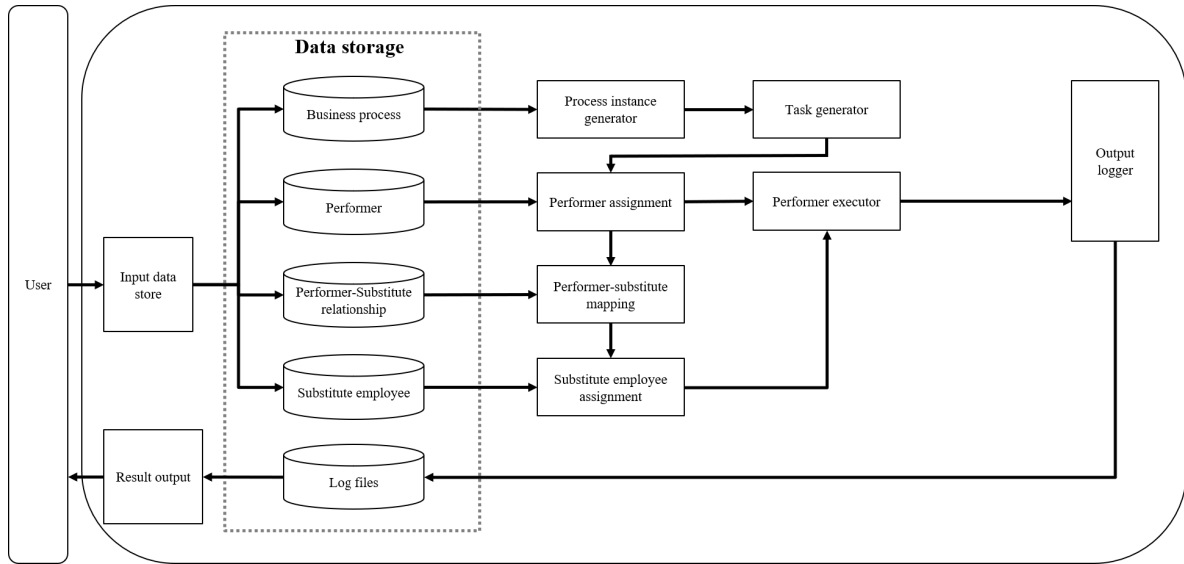 Data storage
Business process
Process instance
generator
Task generator
Output
logger
Performer
Performer assignment
Performer executor
User
Input data
store
Performer-Substitute
relationship
Performer-substitute
mapping
Substitute employee
Substitute employee
assignment
Result output
Log files